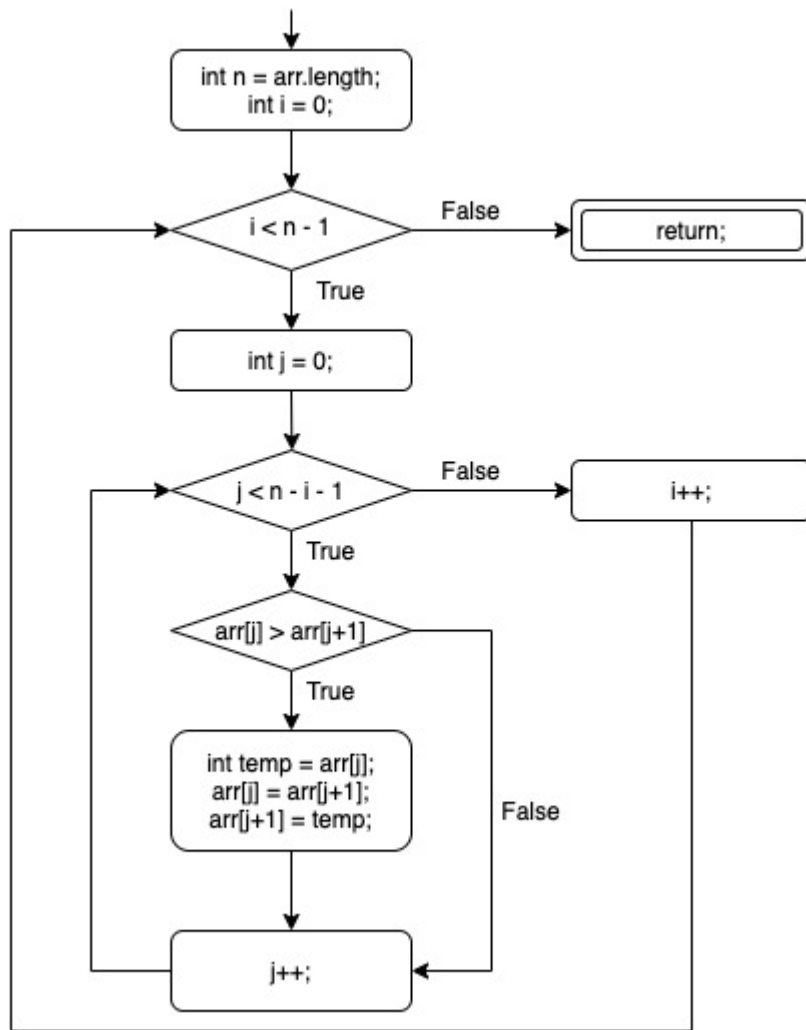 int n = arr.length;
int i = 0;
i < n - 1
False
return;
True
int j = 0;
j < n - i - 1
False
i++;
True
arr[j] > arr[j+1]
True
int temp = arr[j];
arr[j] = arr[j+1];
arr[j+1] = temp;
False
j++;